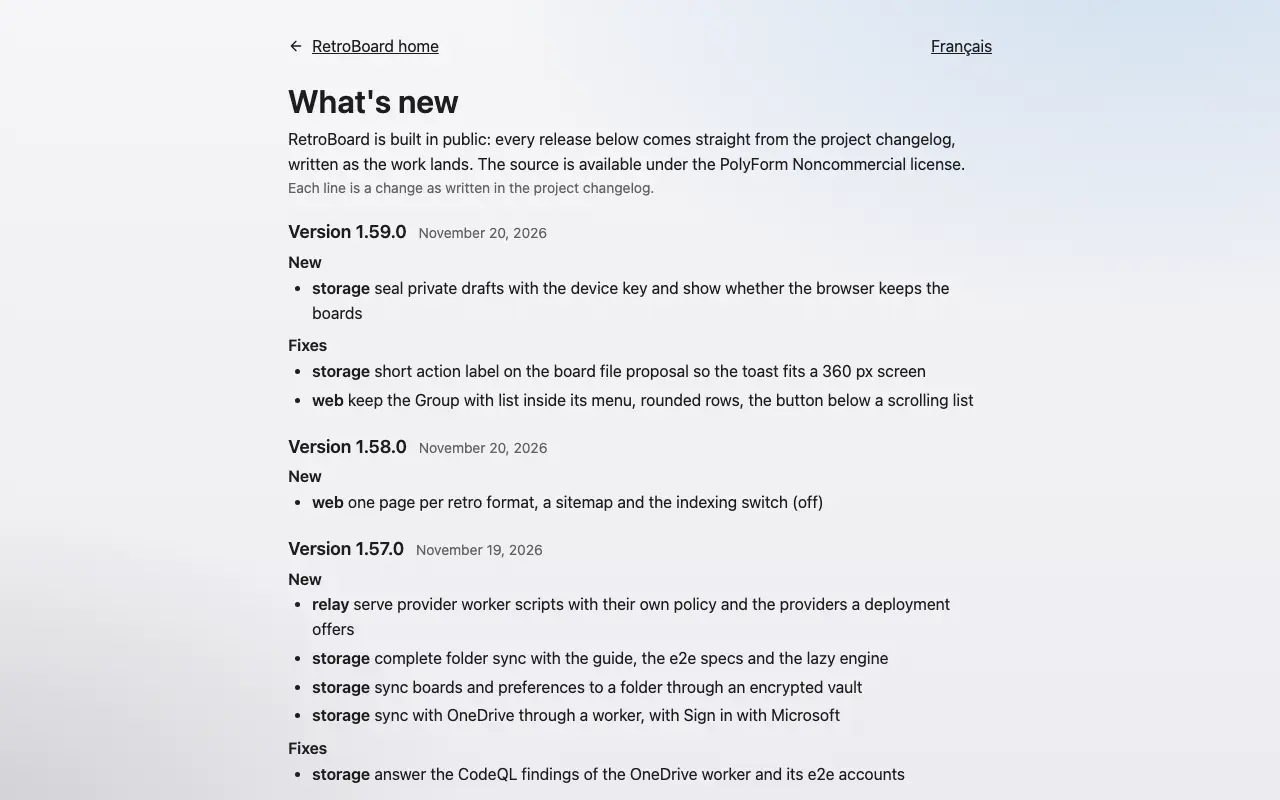 ← RetroBoard home
Français
What's new
RetroBoard is built in public: every release below comes straight from the project changelog,
written as the work lands. The source is available under the PolyForm Noncommercial license.
Each line is a change as written in the project changelog.
Version 1.59.0 November 20, 2026
New
• storage seal private drafts with the device key and show whether the browser keeps the
boards
Fixes
• storage short action label on the board file proposal so the toast fits a 360 px screen
• web keep the Group with list inside its menu, rounded rows, the button below a scrolling list
Version 1.58.0 November 20, 2026
New
• web one page per retro format, a sitemap and the indexing switch (off)
Version 1.57.0 November 19, 2026
New
• relay serve provider worker scripts with their own policy and the providers a deployment
offers
• storage complete folder sync with the guide, the e2e specs and the lazy engine
• storage sync boards and preferences to a folder through an encrypted vault
• storage sync with OneDrive through a worker, with Sign in with Microsoft
Fixes
• storage answer the CodeQL findings of the OneDrive worker and its e2e accounts